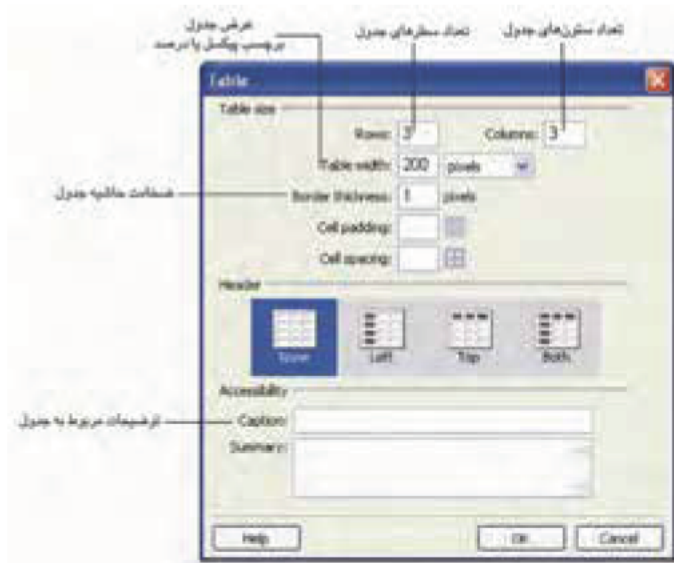 عرض جدول
برچسب پیکسل یا درصد
تعداد سطرهای جدول
تعداد ستون‌های جدول
Table
Table size
Rows: 3 Columns: 3
Table width: 200 pixels
ضخامت حاشیه جدول
Border thickness: 1 pixels
Cell padding:
Cell spacing:
Header
None Left Top Both
Accessibility
توضیحات مربوط به جدول
Caption:
Summary:
Help OK Cancel